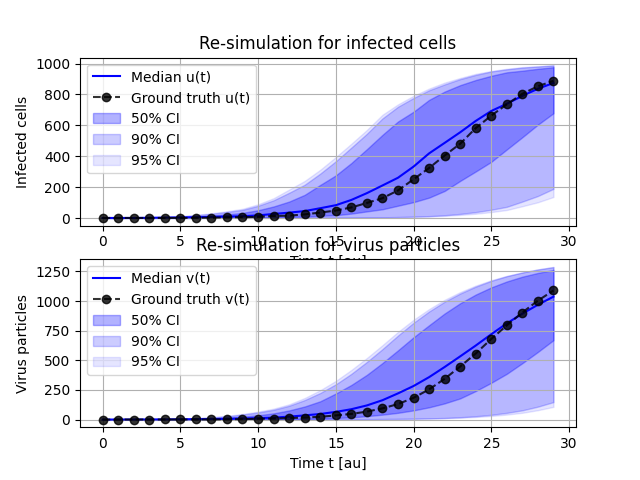 Re-simulation for infected cells
1000
800
600
400
200
0
Infected cells
Median u(t)
Ground truth u(t)
50% CI
90% CI
95% CI
0 5 10 15 20 25 30
Time t [au]
Re-simulation for virus particles
1250
1000
750
500
250
0
Virus particles
Median v(t)
Ground truth v(t)
50% CI
90% CI
95% CI
0 5 10 15 20 25 30
Time t [au]